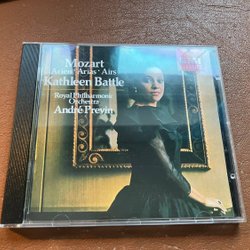 Mozart
Arien·Arias·Airs
Kathleen Battle
Royal Philharmonic
Orchestra
André Previn